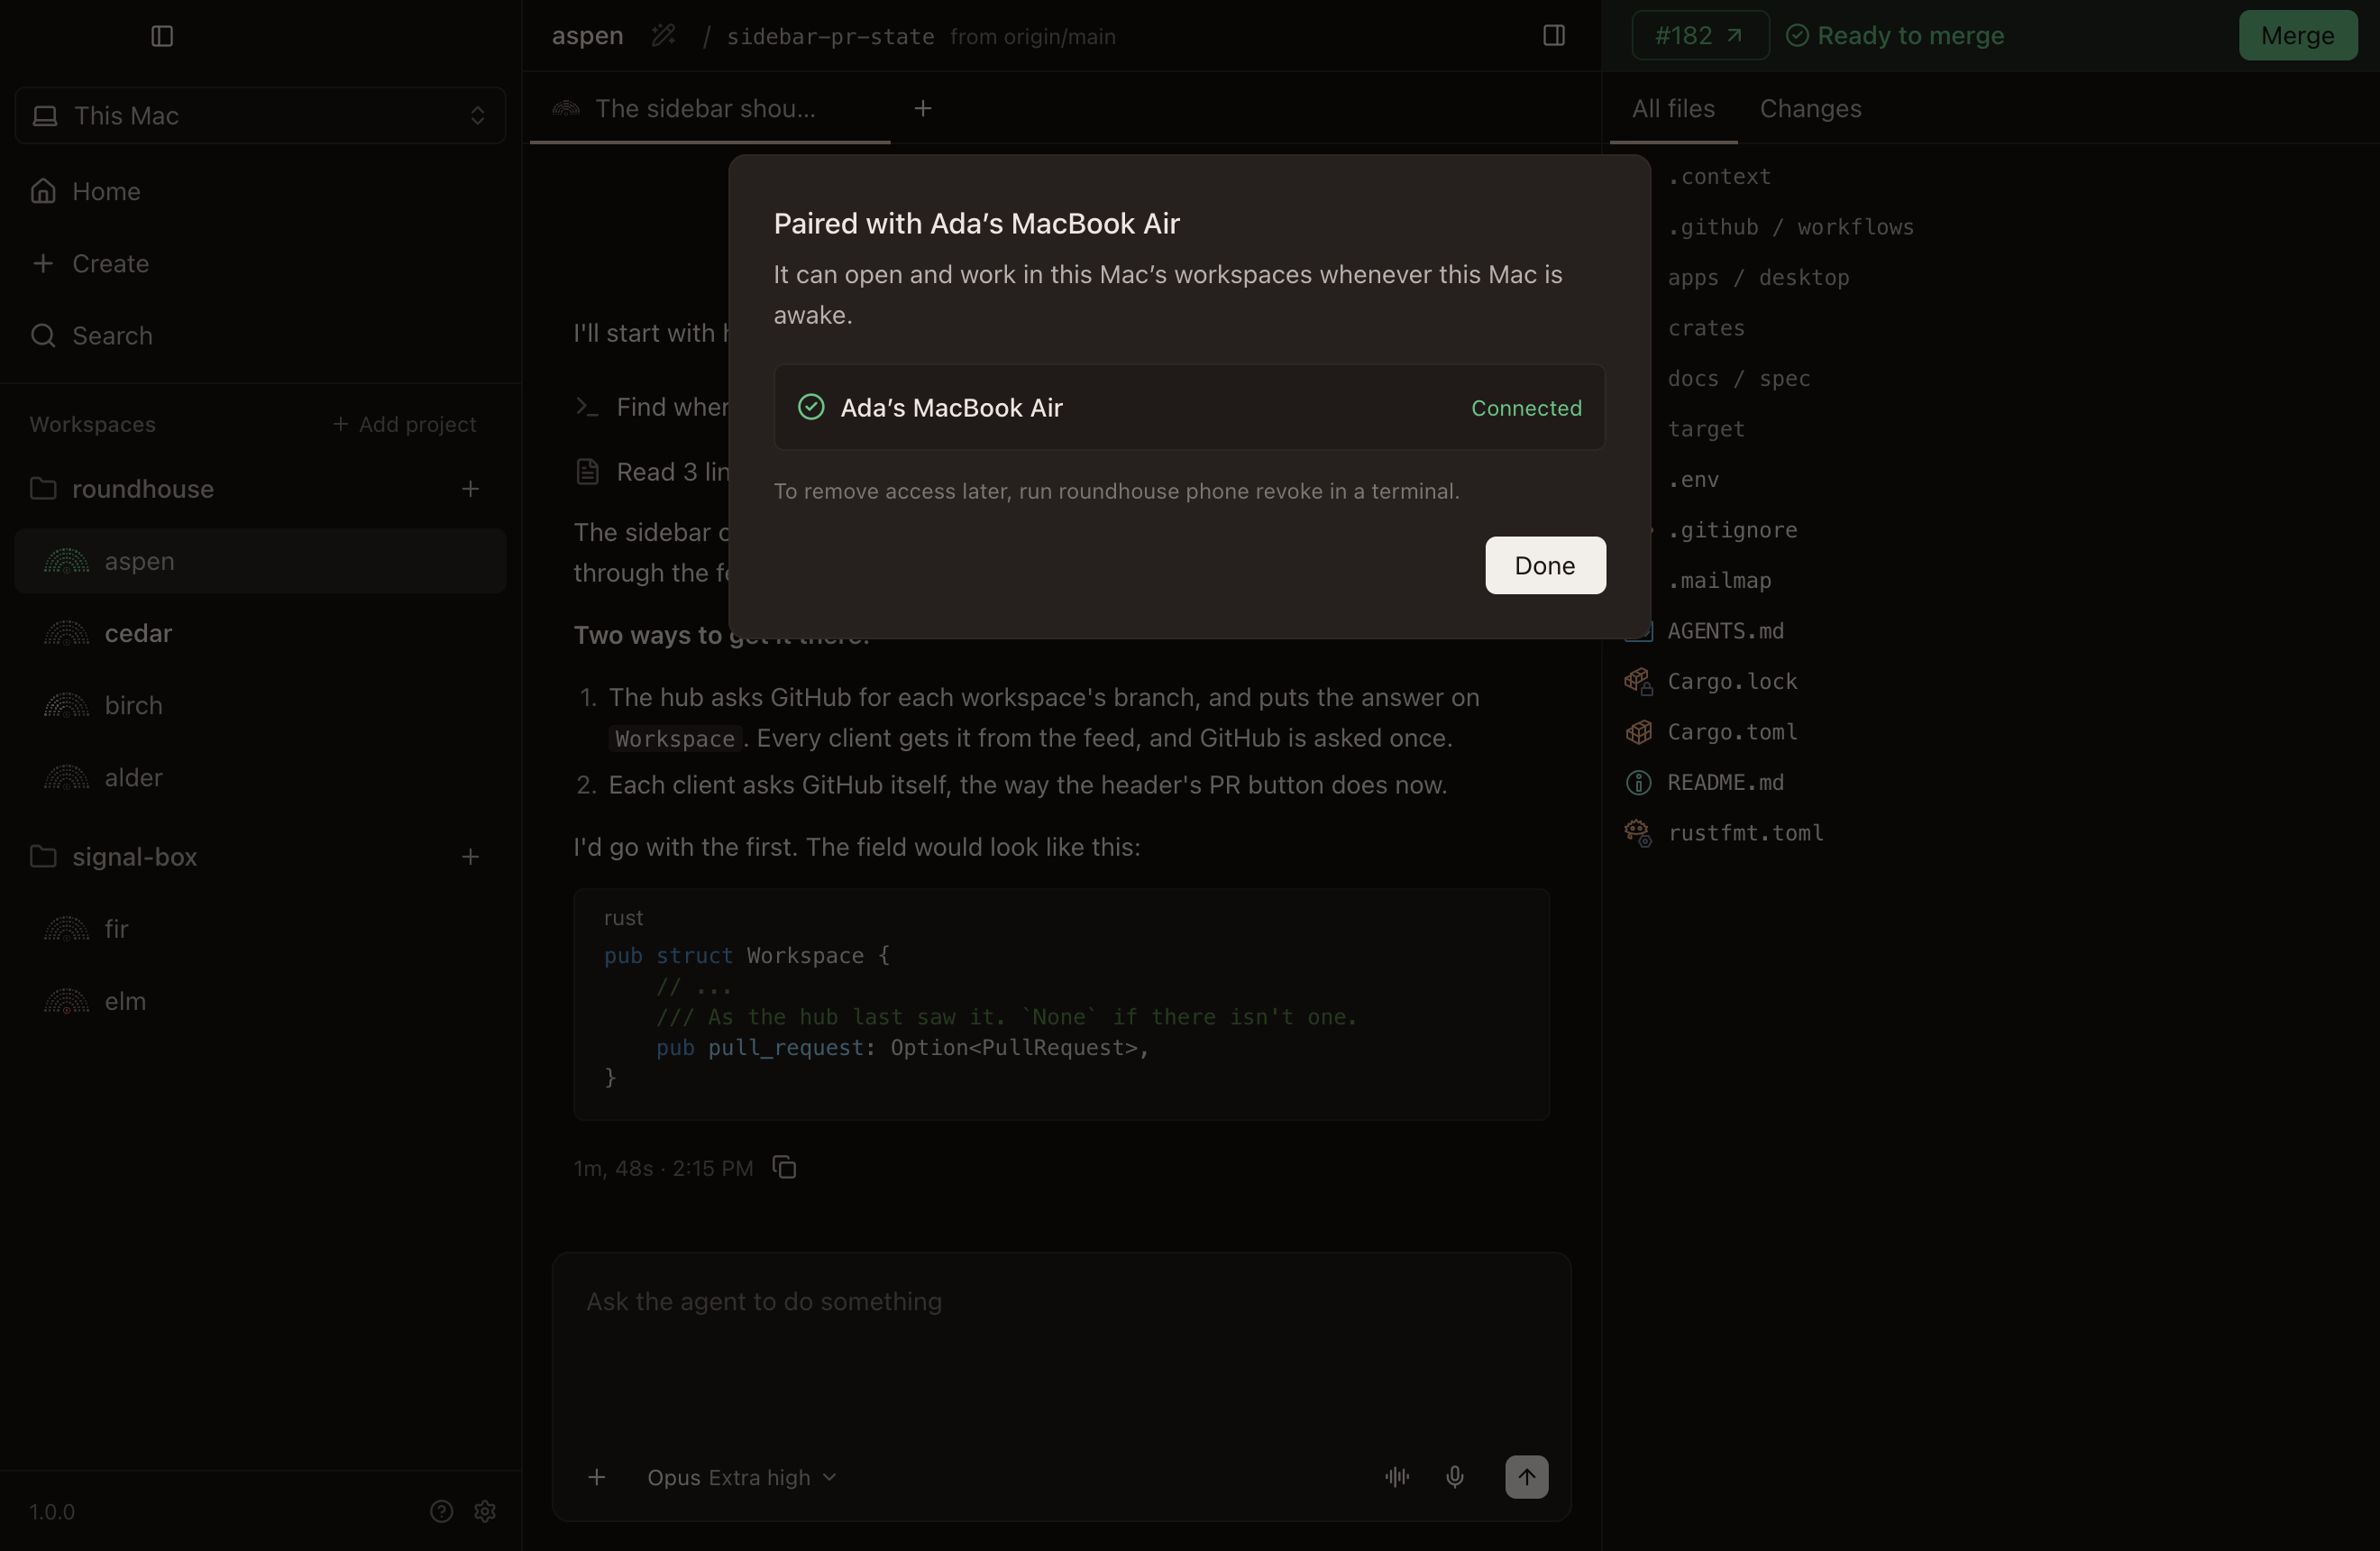 This Mac
Home
Create
Search
Workspaces
Add project
roundhouse
aspen
cedar
birch
alder
signal-box
fir
elm
1.0.0
aspen / sidebar-pr-state from origin/main
The sidebar shou...
I'll start with
Find
Read 3
The sidebar
through the
Two ways to get it there:
1. The hub asks GitHub for each workspace's branch, and puts the answer on
Workspace. Every client gets it from the feed, and GitHub is asked once.
2. Each client asks GitHub itself, the way the header's PR button does now.
I'd go with the first. The field would look like this:
rust
pub struct Workspace {
// ...
/// As the hub last saw it. `None` if there isn't one.
pub pull_request: Option<PullRequest>,
}
1m, 48s · 2:15 PM
Ask the agent to do something
Opus Extra high
Paired with Ada’s MacBook Air
It can open and work in this Mac’s workspaces whenever this Mac is
awake.
Ada’s MacBook Air
Connected
To remove access later, run roundhouse phone revoke in a terminal.
Done
#182
Ready to merge
Merge
All files
Changes
.context
.github / workflows
apps / desktop
crates
docs / spec
target
.env
.gitignore
.mailmap
AGENTS.md
Cargo.lock
Cargo.toml
README.md
rustfmt.toml